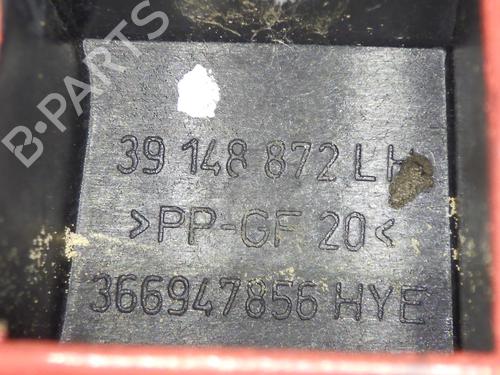 B-PARTS
39 148 872 LH
>PP-GF 20<
366947856 HYE